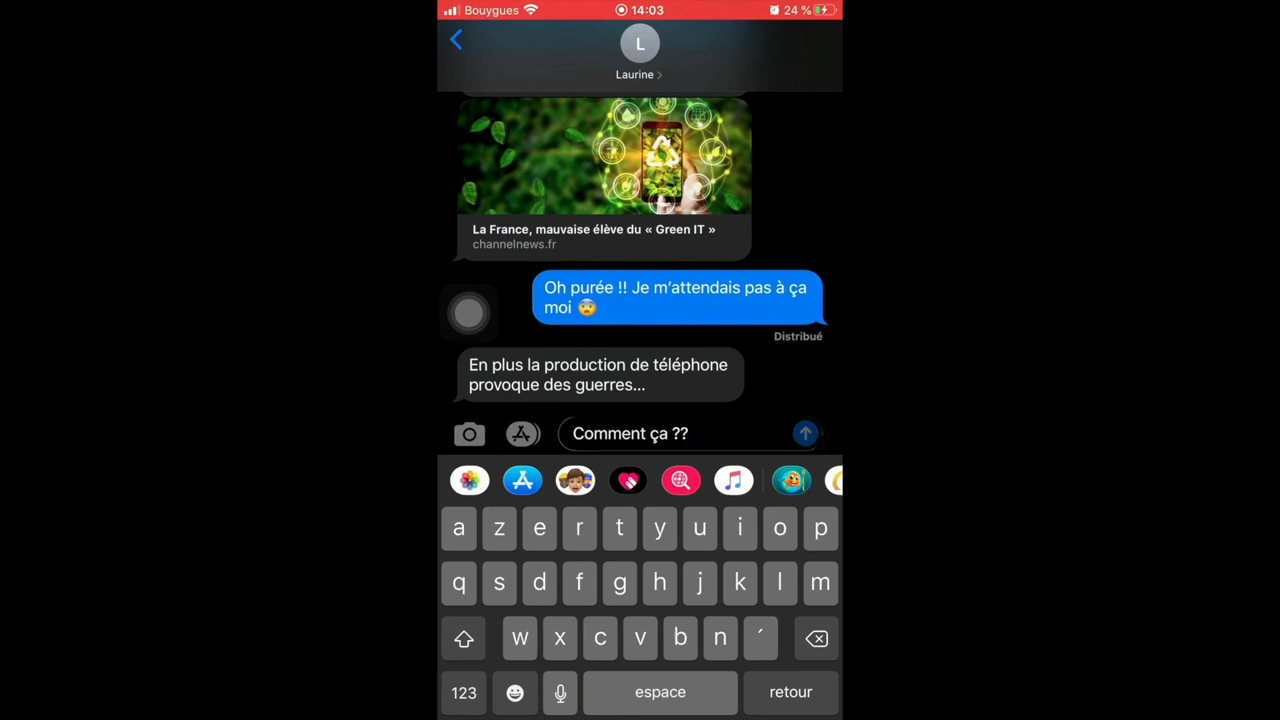 Bouygues 14:03 24 %
L
Laurine
La France, mauvaise élève du « Green IT »
channelnews.fr
Oh purée !! Je m’attendais pas à ça
moi 😨
Distribué
En plus la production de téléphone
provoque des guerres...
Comment ça ??
a z e r t y u i o p
q s d f g h j k l m
w x c v b n ´
123 espace retour